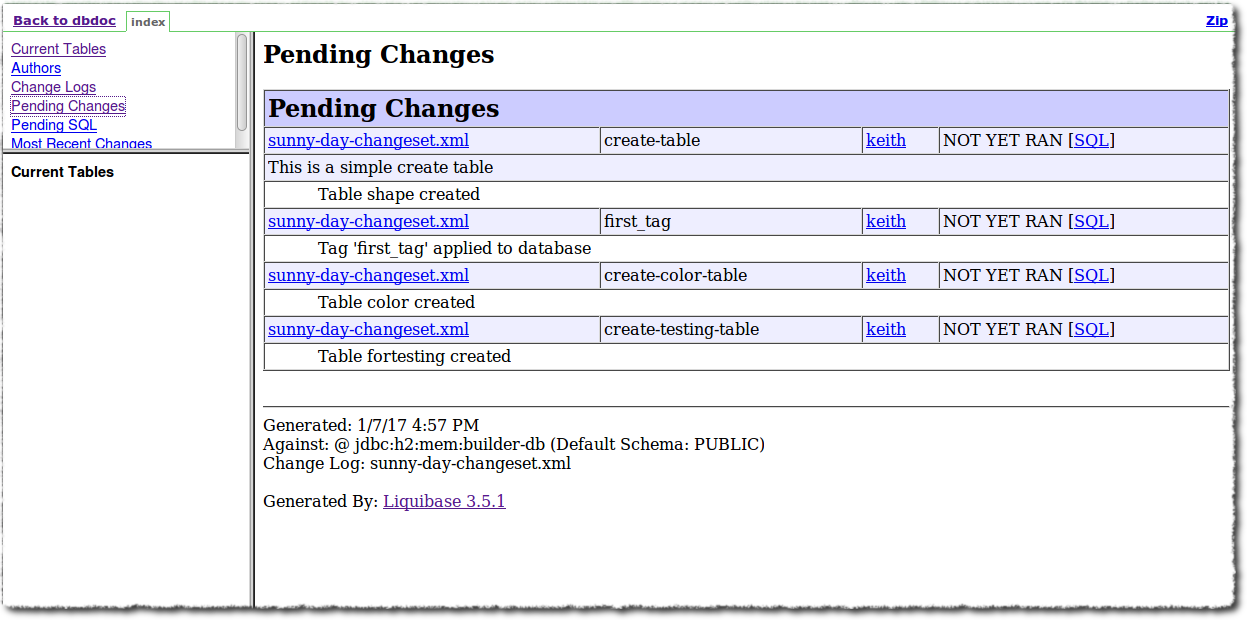 Back to dbdoc index Zip
Current Tables
Authors
Change Logs
Pending Changes
Pending SQL
Most Recent Changes
Current Tables
Pending Changes
Pending Changes
sunny-day-changeset.xml create-table keith NOT YET RAN [SQL]
This is a simple create table
Table shape created
sunny-day-changeset.xml first_tag keith NOT YET RAN [SQL]
Tag 'first_tag' applied to database
sunny-day-changeset.xml create-color-table keith NOT YET RAN [SQL]
Table color created
sunny-day-changeset.xml create-testing-table keith NOT YET RAN [SQL]
Table fortesting created
Generated: 1/7/17 4:57 PM
Against: @ jdbc:h2:mem:builder-db (Default Schema: PUBLIC)
Change Log: sunny-day-changeset.xml
Generated By: Liquibase 3.5.1